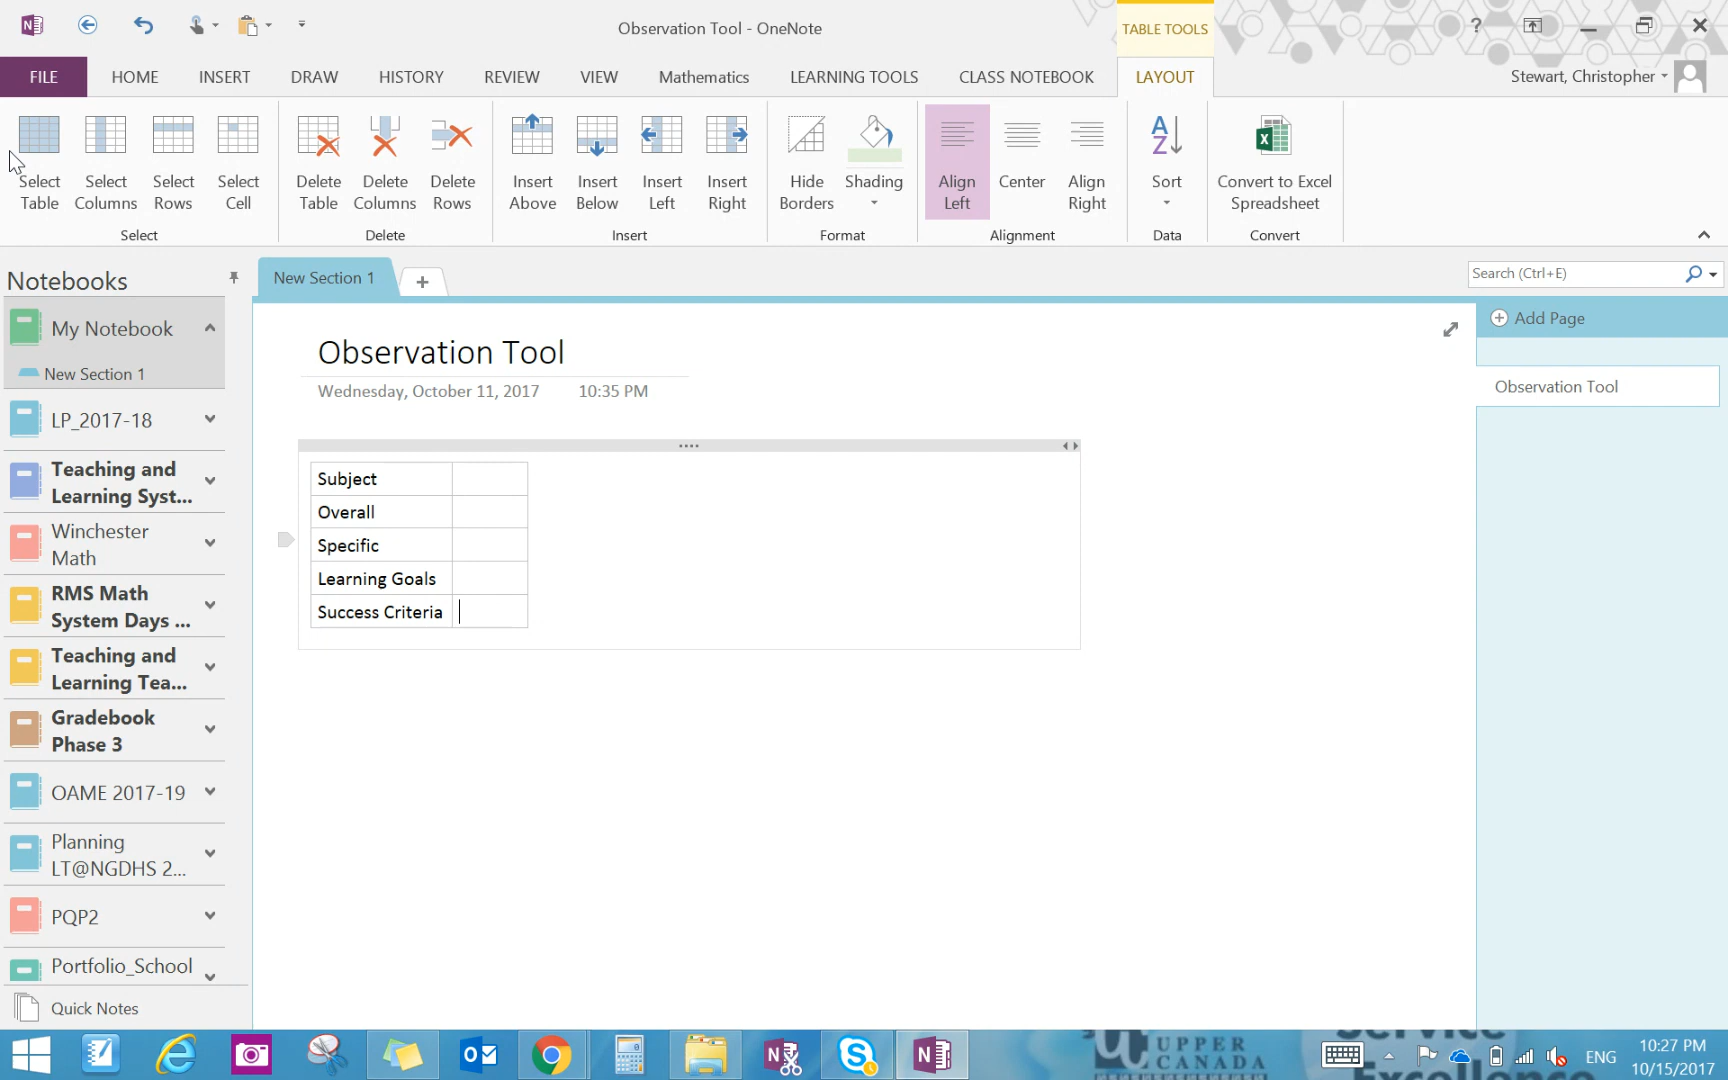 Observation Tool - OneNote
TABLE TOOLS
?
FILE
HOME
INSERT
DRAW
HISTORY
REVIEW
VIEW
Mathematics
LEARNING TOOLS
CLASS NOTEBOOK
LAYOUT
Stewart, Christopher
Select Table
Select Columns
Select Rows
Select Cell
Select
Delete Table
Delete Columns
Delete Rows
Delete
Insert Above
Insert Below
Insert Left
Insert Right
Insert
Hide Borders
Shading
Format
Align Left
Center
Align Right
Alignment
Sort
Data
Convert to Excel Spreadsheet
Convert
Notebooks
New Section 1
Search (Ctrl+E)
My Notebook
New Section 1
LP_2017-18
Teaching and
Learning Syst...
Winchester
Math
RMS Math
System Days ...
Teaching and
Learning Tea...
Gradebook
Phase 3
OAME 2017-19
Planning
LT@NGDHS 2...
PQP2
Portfolio_School
Quick Notes
Observation Tool
Wednesday, October 11, 2017 10:35 PM
Subject
Overall
Specific
Learning Goals
Success Criteria
Add Page
Observation Tool
UPPER
CANADA
Service
Excellence
ENG
10:27 PM
10/15/2017